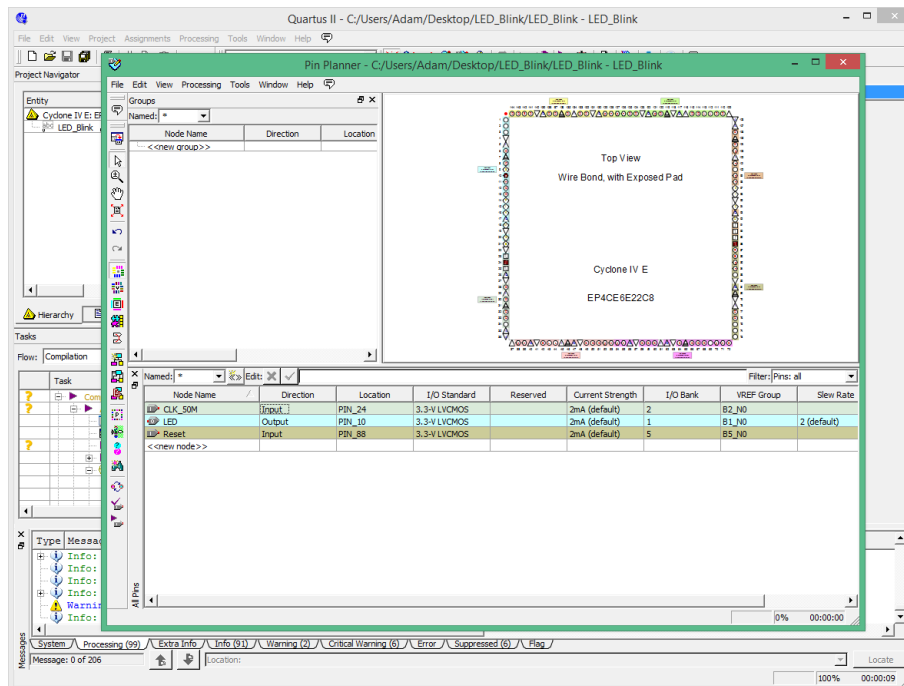 Quartus II - C:/Users/Adam/Desktop/LED_Blink/LED_Blink - LED_Blink
File Edit View Project Assignments Processing Tools Window Help
Project Navigator
Entity
Cyclone IV E: EP
LED_Blink
Hierarchy
Tasks
Flow: Compilation
Task
Com
Pin Planner - C:/Users/Adam/Desktop/LED_Blink/LED_Blink - LED_Blink
File Edit View Processing Tools Window Help
Groups
Named: *
Node Name Direction Location
<<new group>>
Top View
Wire Bond, with Exposed Pad
Cyclone IV E
EP4CE6E22C8
Named: * Edit: Filter: Pins: all
Node Name Direction Location I/O Standard Reserved Current Strength I/O Bank VREF Group Slew Rate
CLK_50M Input PIN_24 3.3-V LVCMOS 2mA (default) 2 B2_N0
LED Output PIN_10 3.3-V LVCMOS 2mA (default) 1 B1_N0 2 (default)
Reset Input PIN_88 3.3-V LVCMOS 2mA (default) 5 B5_N0
<<new node>>
All Pins
0% 00:00:00
Type Messag
Info:
Info:
Info:
Info:
Warnin
Info:
System Processing (99) Extra Info Info (91) Warning (2) Critical Warning (6) Error Suppressed (6) Flag
Messages
Message: 0 of 206 Location: Locate
100% 00:00:09